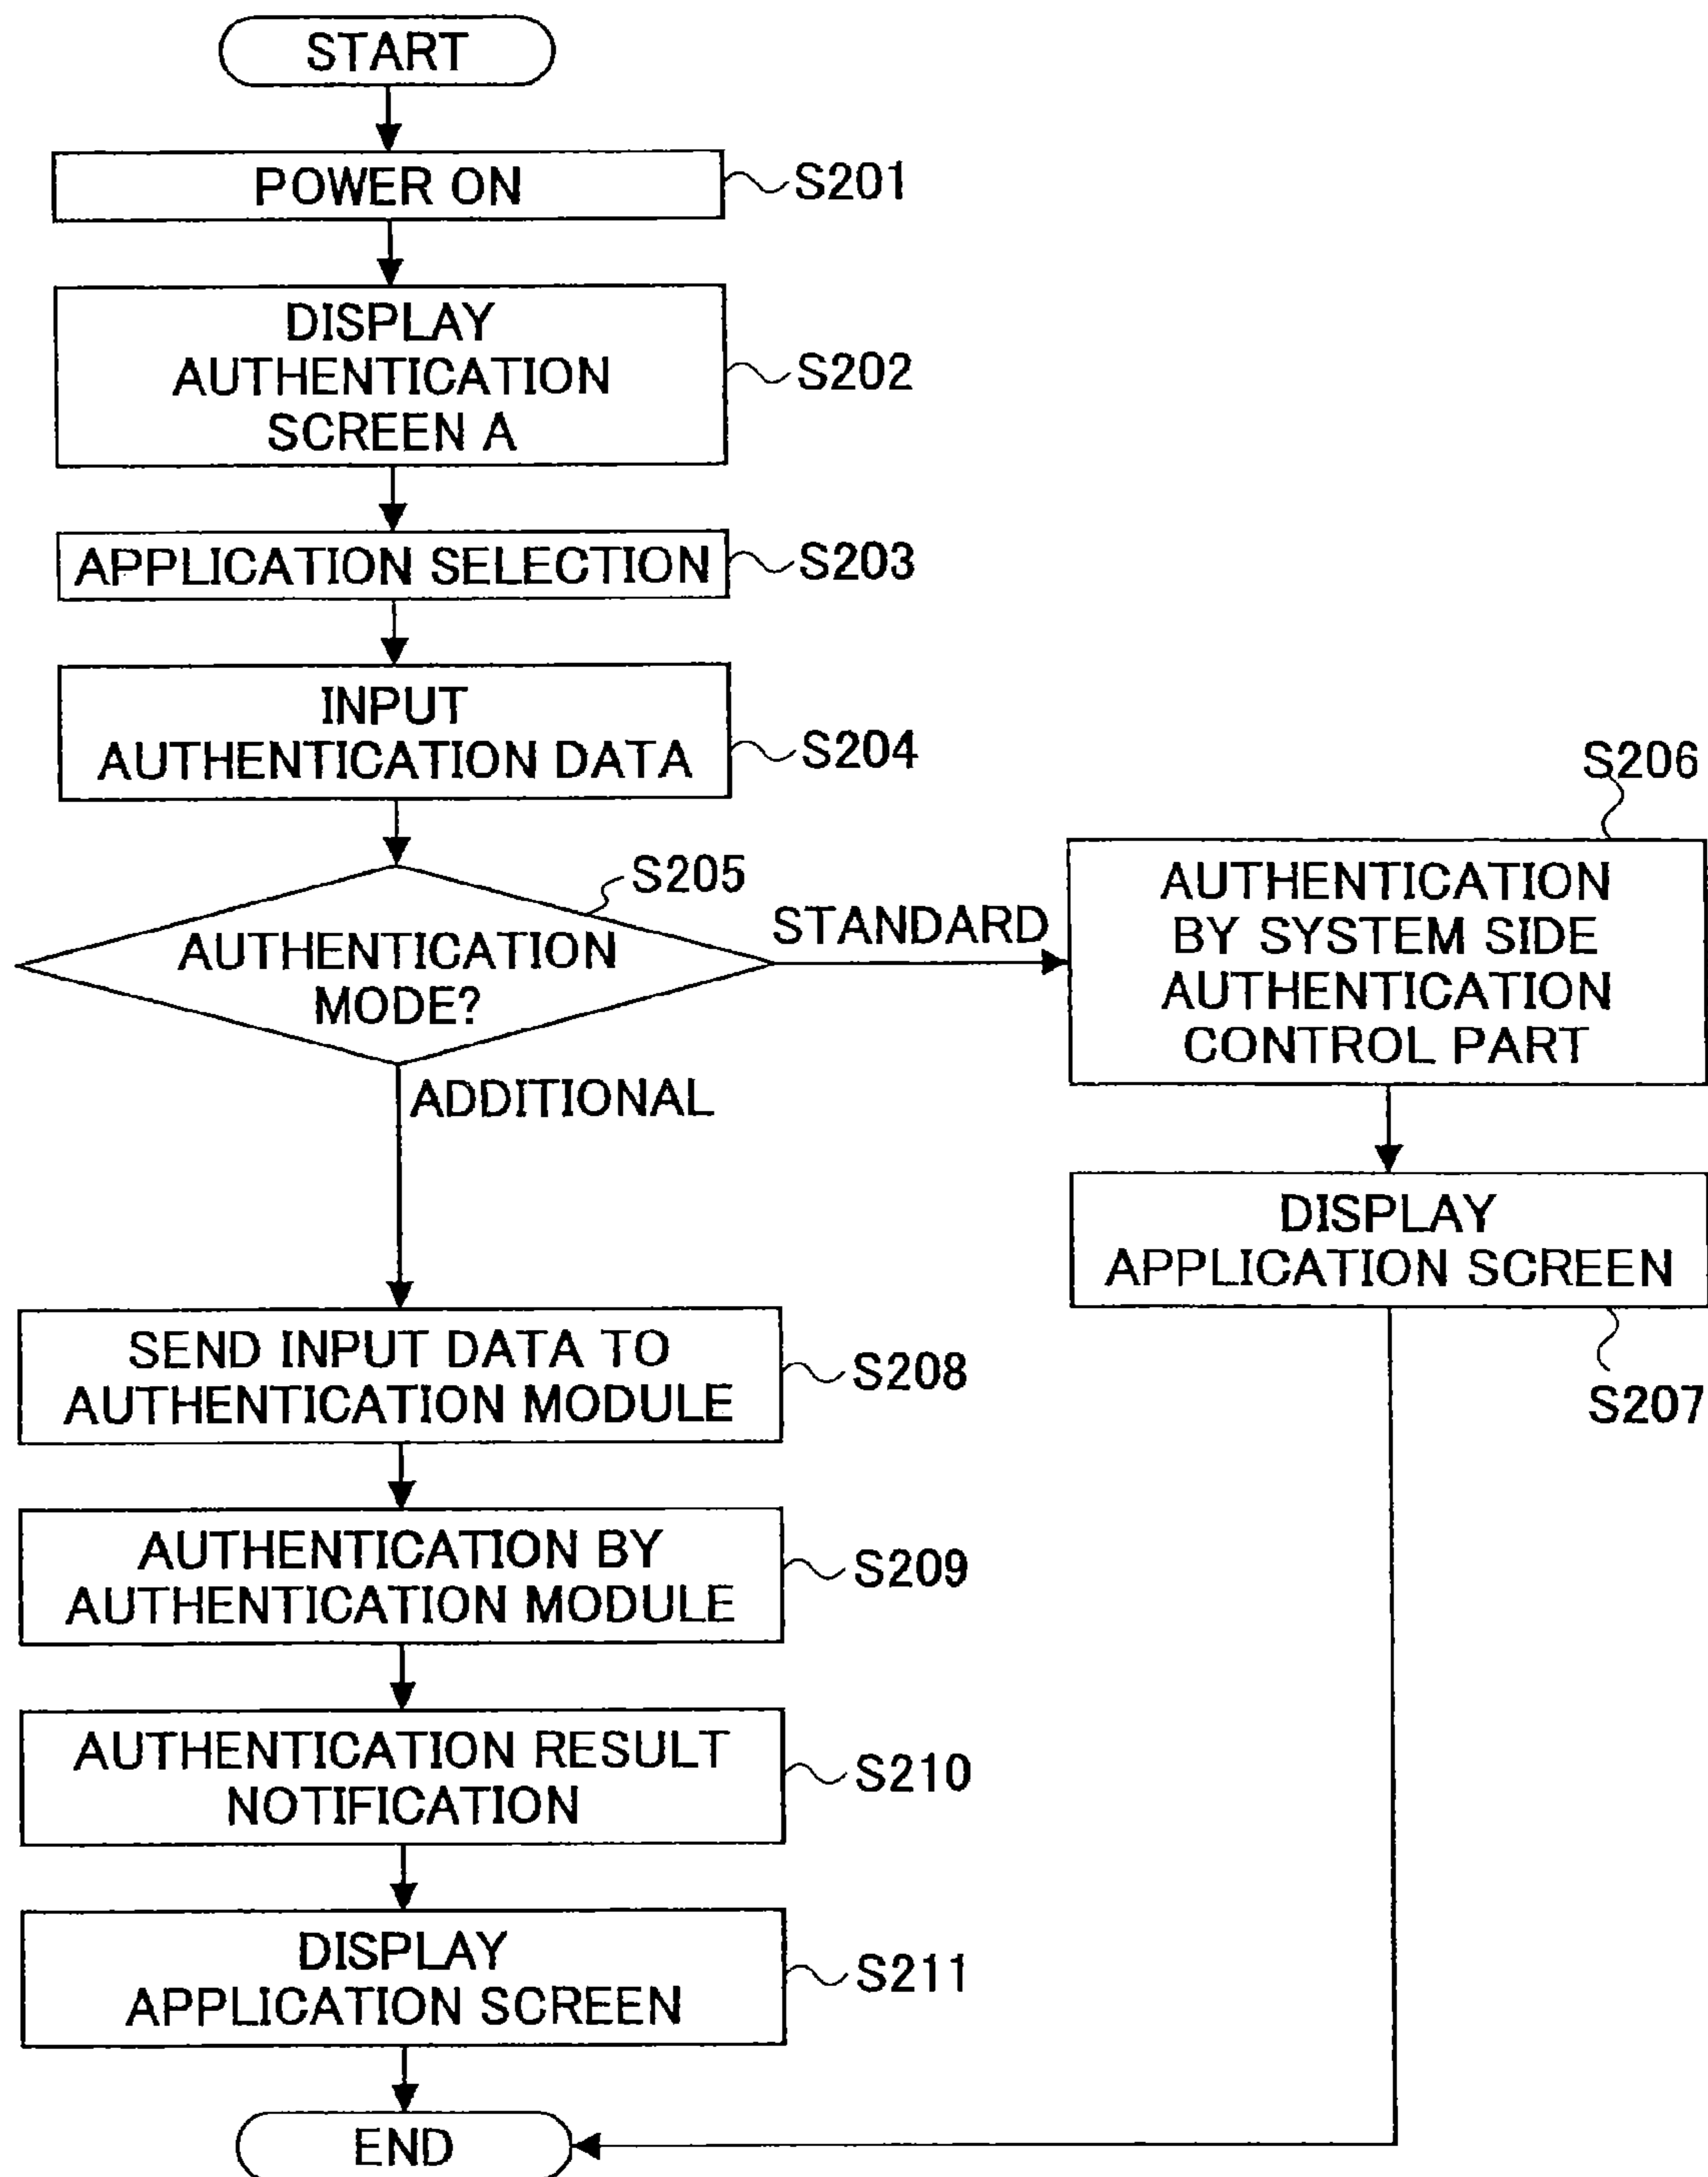 START
POWER ON
S201
DISPLAY
AUTHENTICATION
SCREEN A
S202
APPLICATION SELECTION
S203
INPUT
AUTHENTICATION DATA
S204
AUTHENTICATION
MODE?
S205
STANDARD
S206
AUTHENTICATION
BY SYSTEM SIDE
AUTHENTICATION
CONTROL PART
DISPLAY
APPLICATION SCREEN
S207
ADDITIONAL
SEND INPUT DATA TO
AUTHENTICATION MODULE
S208
AUTHENTICATION BY
AUTHENTICATION MODULE
S209
AUTHENTICATION RESULT
NOTIFICATION
S210
DISPLAY
APPLICATION SCREEN
S211
END